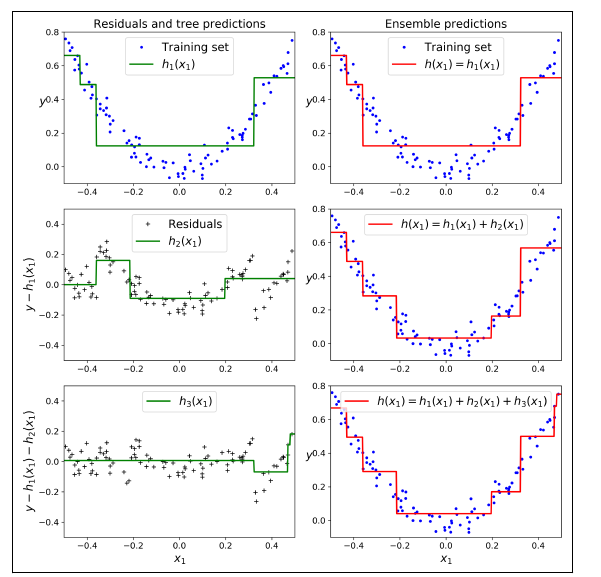 Residuals and tree predictions
Ensemble predictions
0.8
0.6
y0.4
0.2
0.0
Training set
h₁(x₁)
−0.4 −0.2 0.0 0.2 0.4
0.8
0.6
y0.4
0.2
0.0
Training set
h(x₁) = h₁(x₁)
−0.4 −0.2 0.0 0.2 0.4
y − h₁(x₁)
0.4
0.2
0.0
−0.2
−0.4
Residuals
h₂(x₁)
−0.4 −0.2 0.0 0.2 0.4
y
0.8
0.6
0.4
0.2
0.0
h(x₁) = h₁(x₁) + h₂(x₁)
−0.4 −0.2 0.0 0.2 0.4
y − h₁(x₁) − h₂(x₁)
0.4
0.2
0.0
−0.2
−0.4
h₃(x₁)
−0.4 −0.2 0.0 0.2 0.4
x₁
y
0.8
0.6
0.4
0.2
0.0
h(x₁) = h₁(x₁) + h₂(x₁) + h₃(x₁)
−0.4 −0.2 0.0 0.2 0.4
x₁